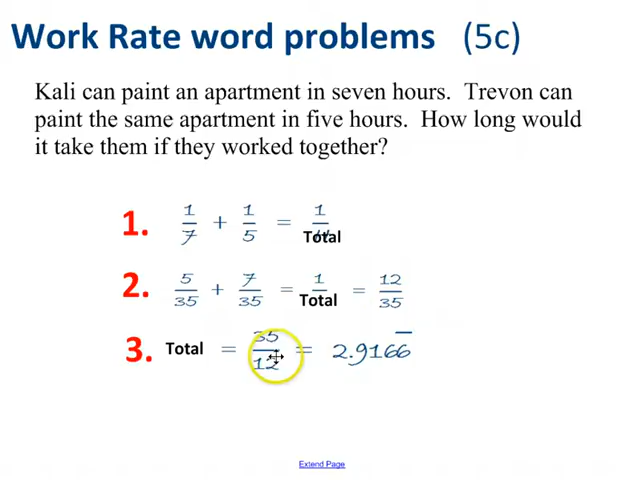 Work Rate word problems (5c)
Kali can paint an apartment in seven hours. Trevon can
paint the same apartment in five hours. How long would
it take them if they worked together?
1. 1/7 + 1/5 = 1/Total
2. 5/35 + 7/35 = 1/Total = 12/35
3. Total = 35/12 = 2.9166̅
Extend Page